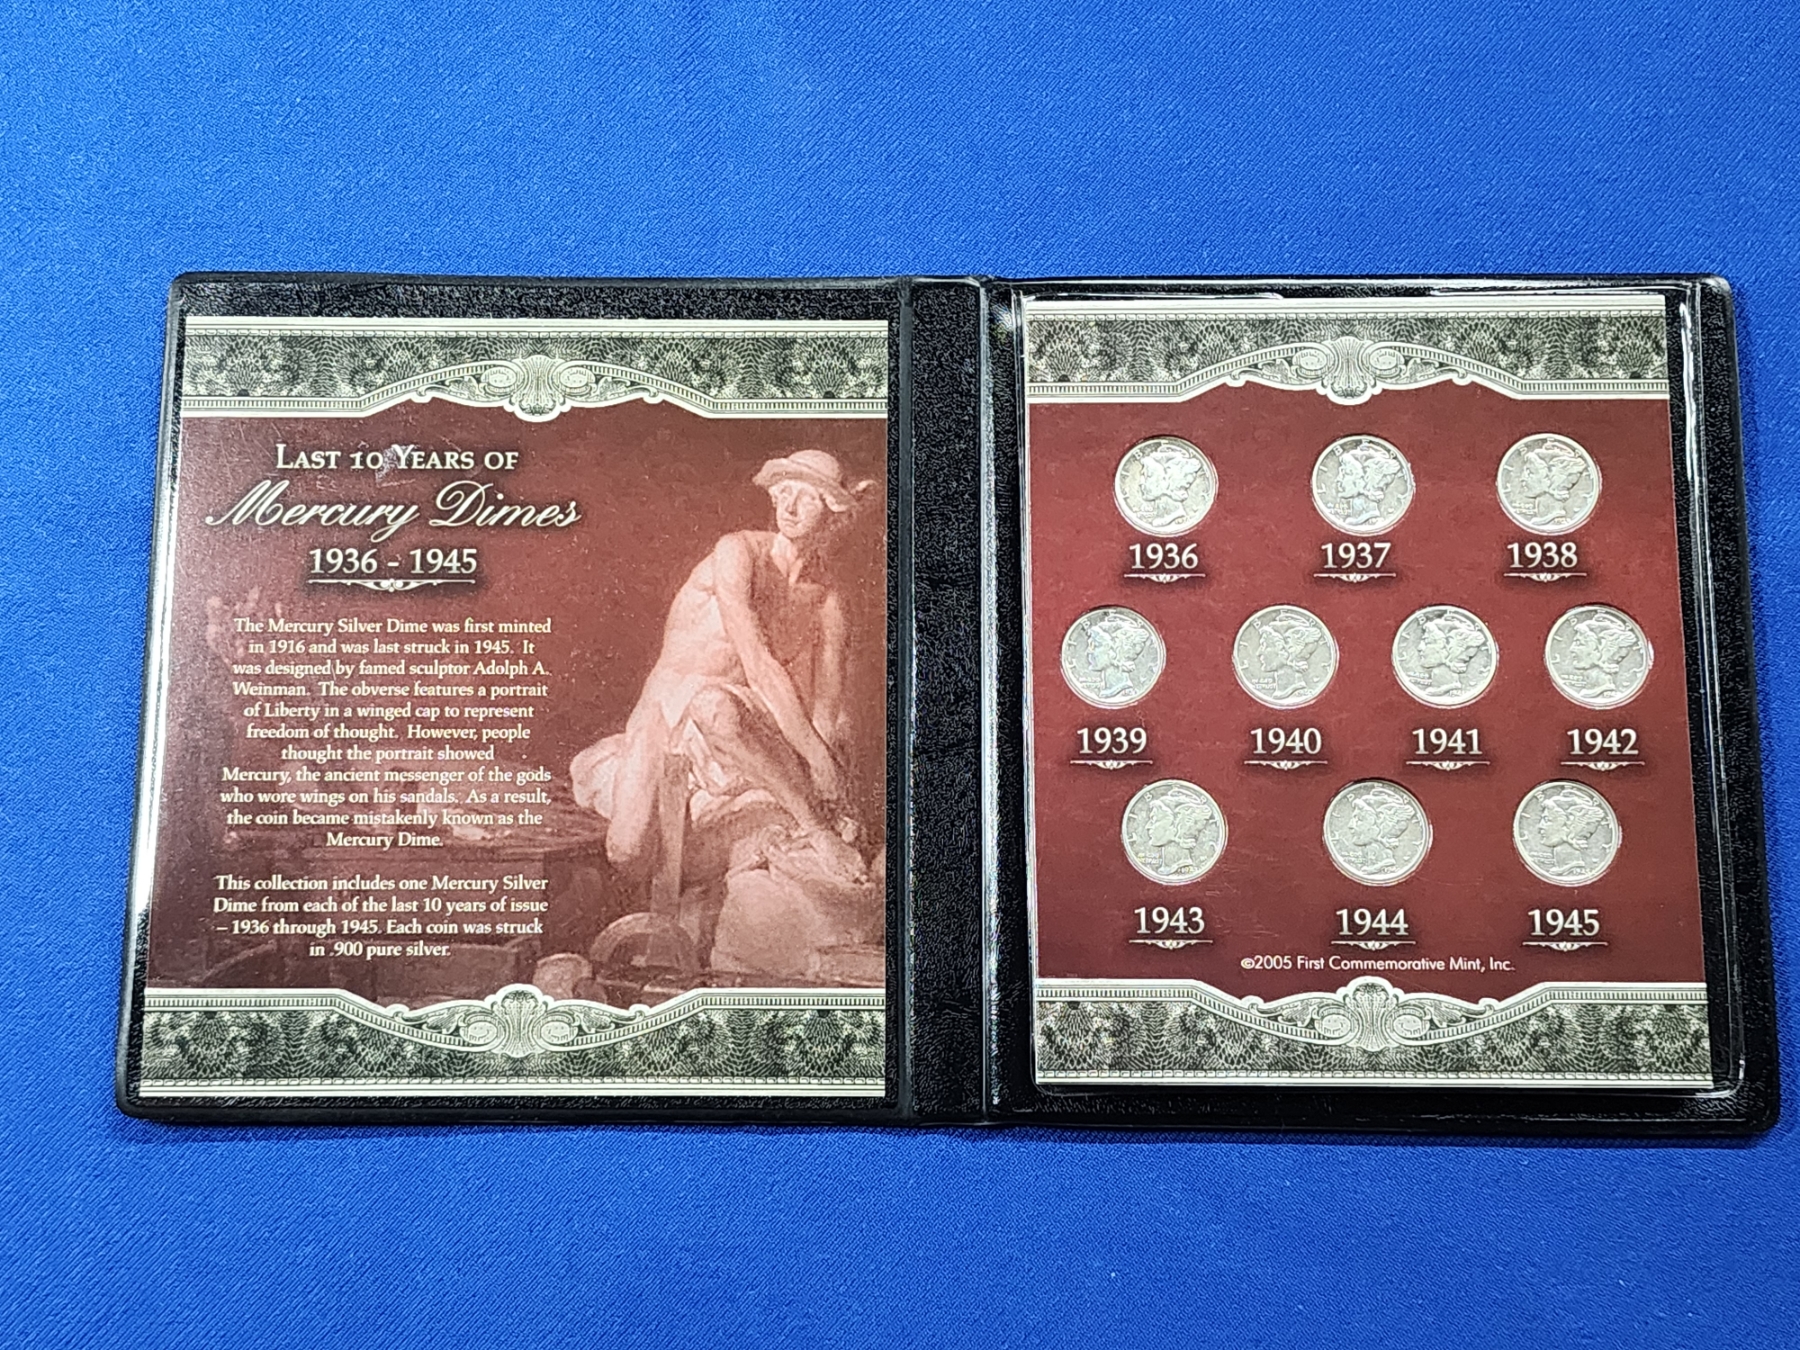 Last 10 Years of
Mercury Dimes
1936 - 1945
The Mercury Silver Dime was first minted
in 1916 and was last struck in 1945. It
was designed by famed sculptor Adolph A.
Weinman. The obverse features a portrait
of Liberty in a winged cap to represent
freedom of thought. However, people
thought the portrait showed
Mercury, the ancient messenger of the gods
who wore wings on his sandals. As a result,
the coin became mistakenly known as the
Mercury Dime.
This collection includes one Mercury Silver
Dime from each of the last 10 years of issue
– 1936 through 1945. Each coin was struck
in .900 pure silver.
1936 1937 1938
1939 1940 1941 1942
1943 1944 1945
©2005 First Commemorative Mint, Inc.